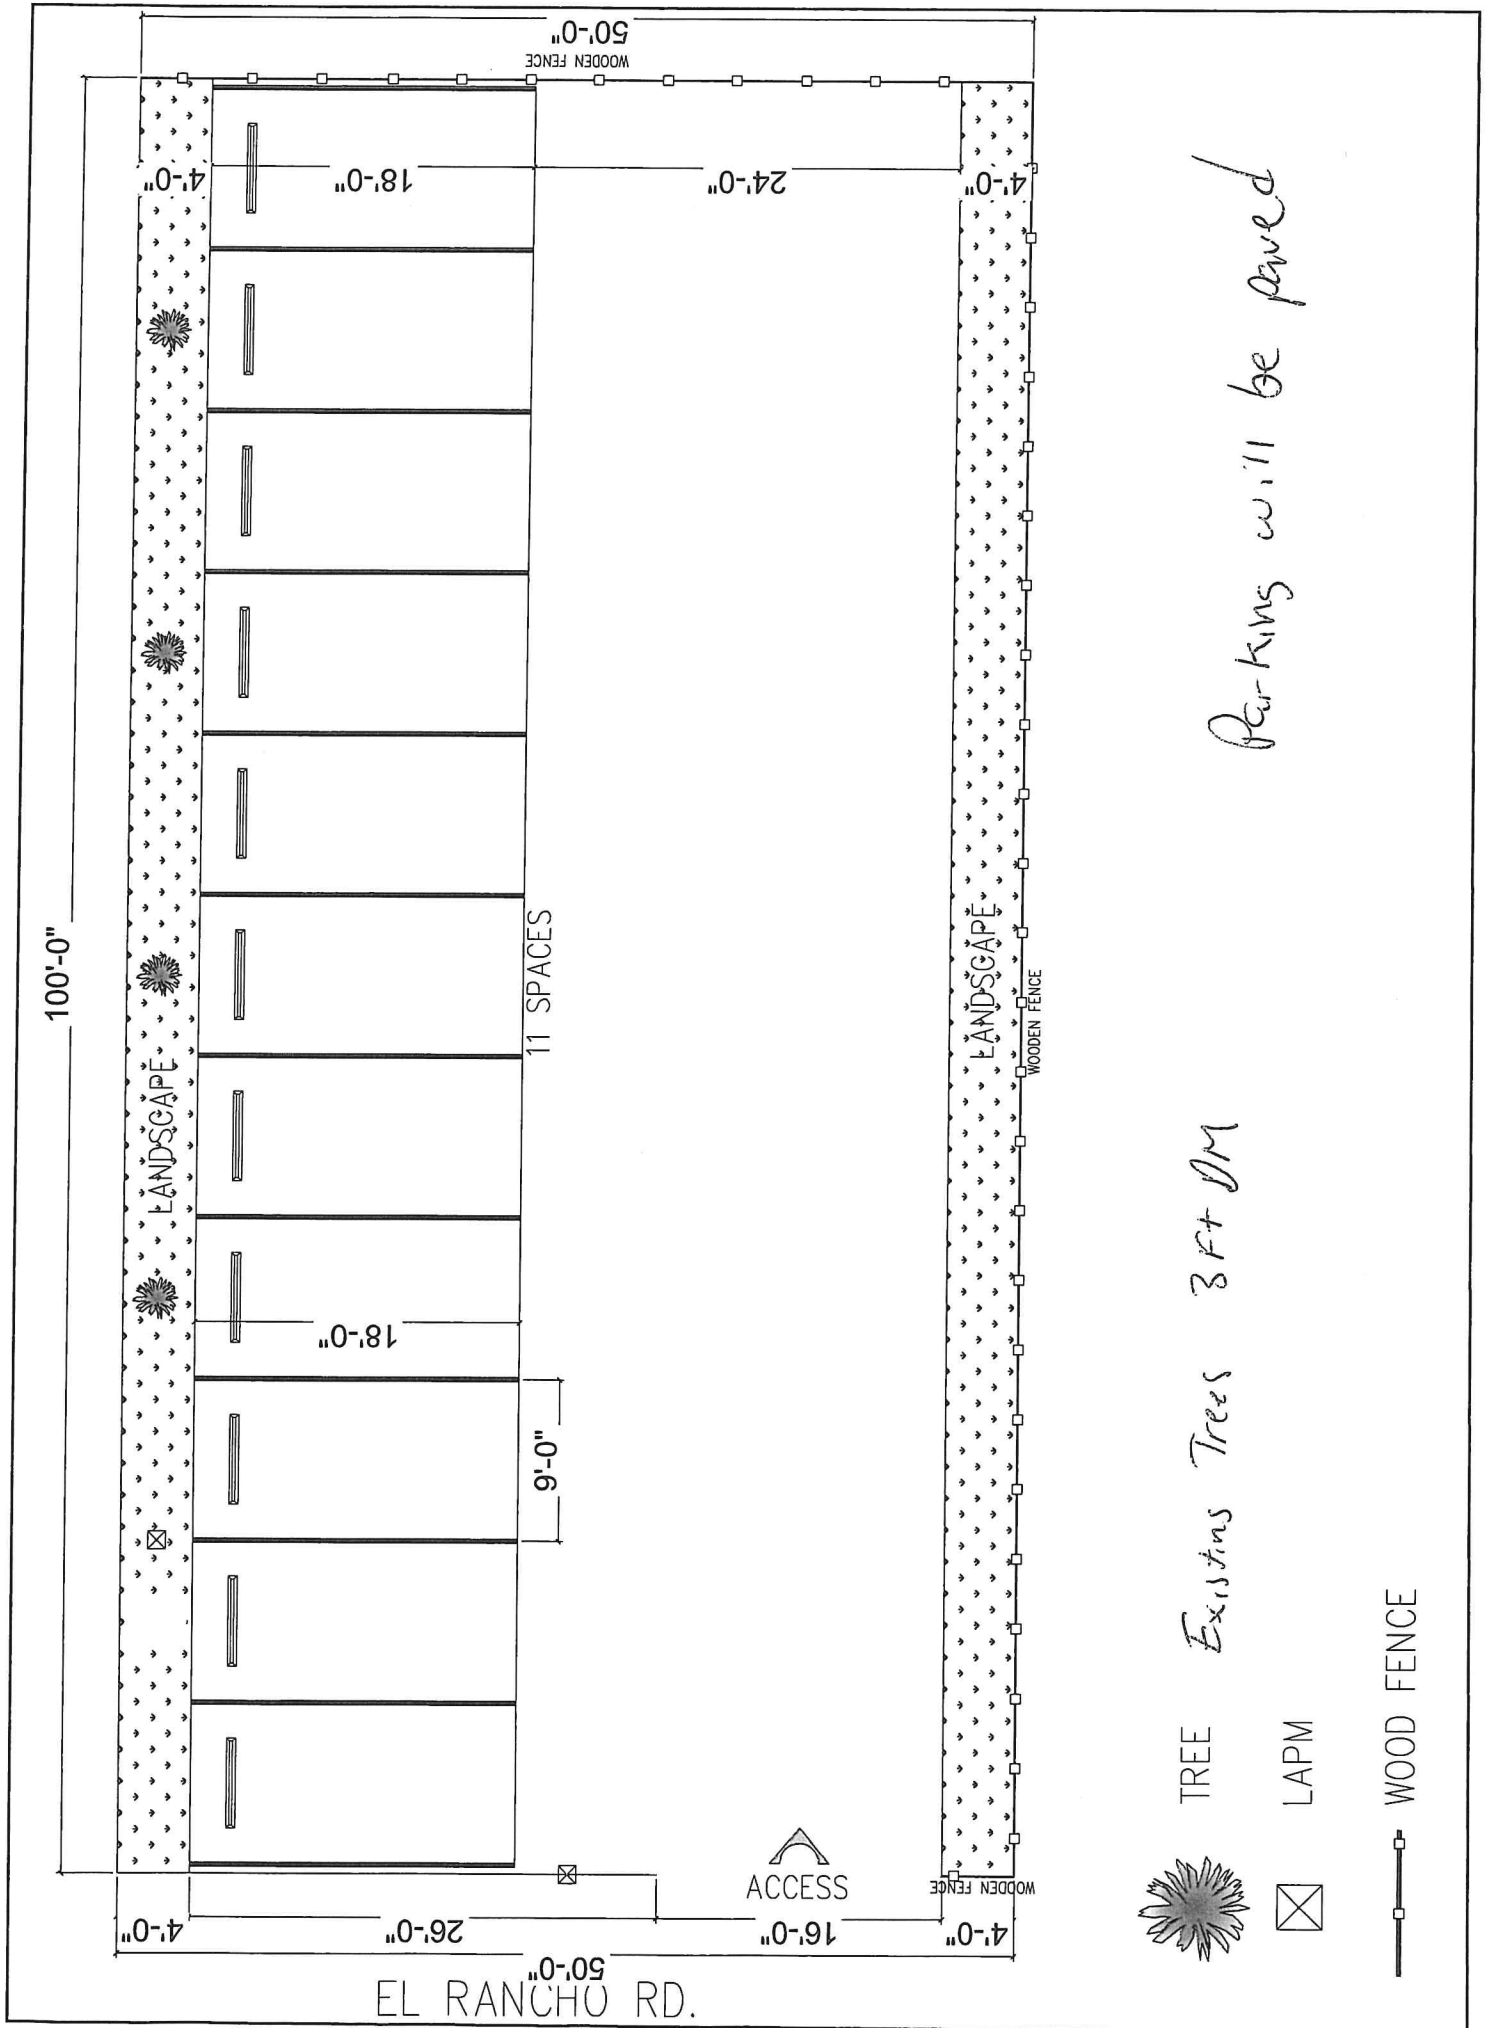 50'-0"
WOODEN FENCE
100'-0"
4'-0"
18'-0"
24'-0"
4'-0"
LANDSCAPE
11 SPACES
LANDSCAPE
WOODEN FENCE
18'-0"
9'-0"
ACCESS
WOODEN FENCE
4'-0"
26'-0"
16'-0"
4'-0"
50'-0"
EL RANCHO RD.
TREE Existing Trees 3 Ft DM
Parking will be paved
LAPM
WOOD FENCE